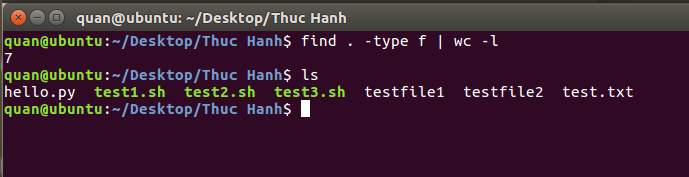 quan@ubuntu: ~/Desktop/Thuc Hanh
quan@ubuntu:~/Desktop/Thuc Hanh$ find . -type f | wc -l
7
quan@ubuntu:~/Desktop/Thuc Hanh$ ls
hello.py  test1.sh  test2.sh  test3.sh  testfile1  testfile2  test.txt
quan@ubuntu:~/Desktop/Thuc Hanh$